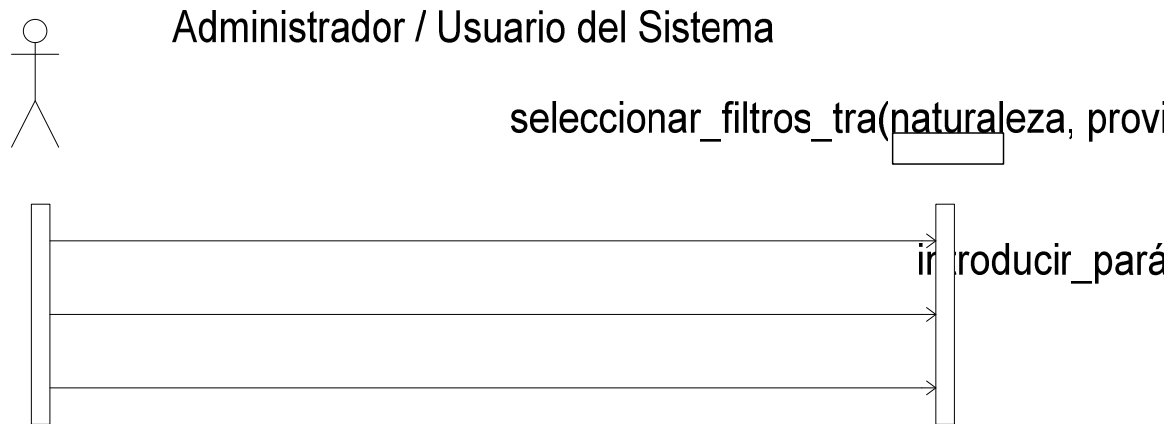 Administrador / Usuario del Sistema
seleccionar_filtros_tra(naturaleza, provi
introducir_pará